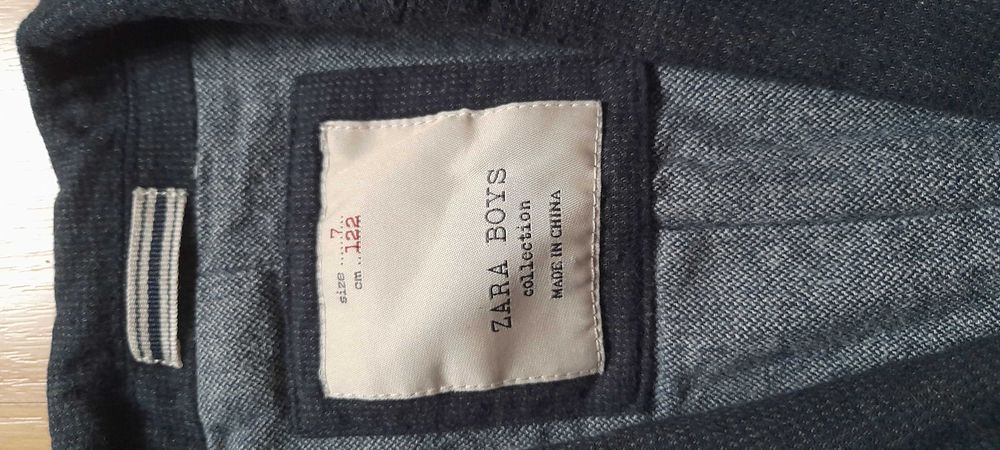 size ......7...
cm ..122
ZARA BOYS
collection
MADE IN CHINA